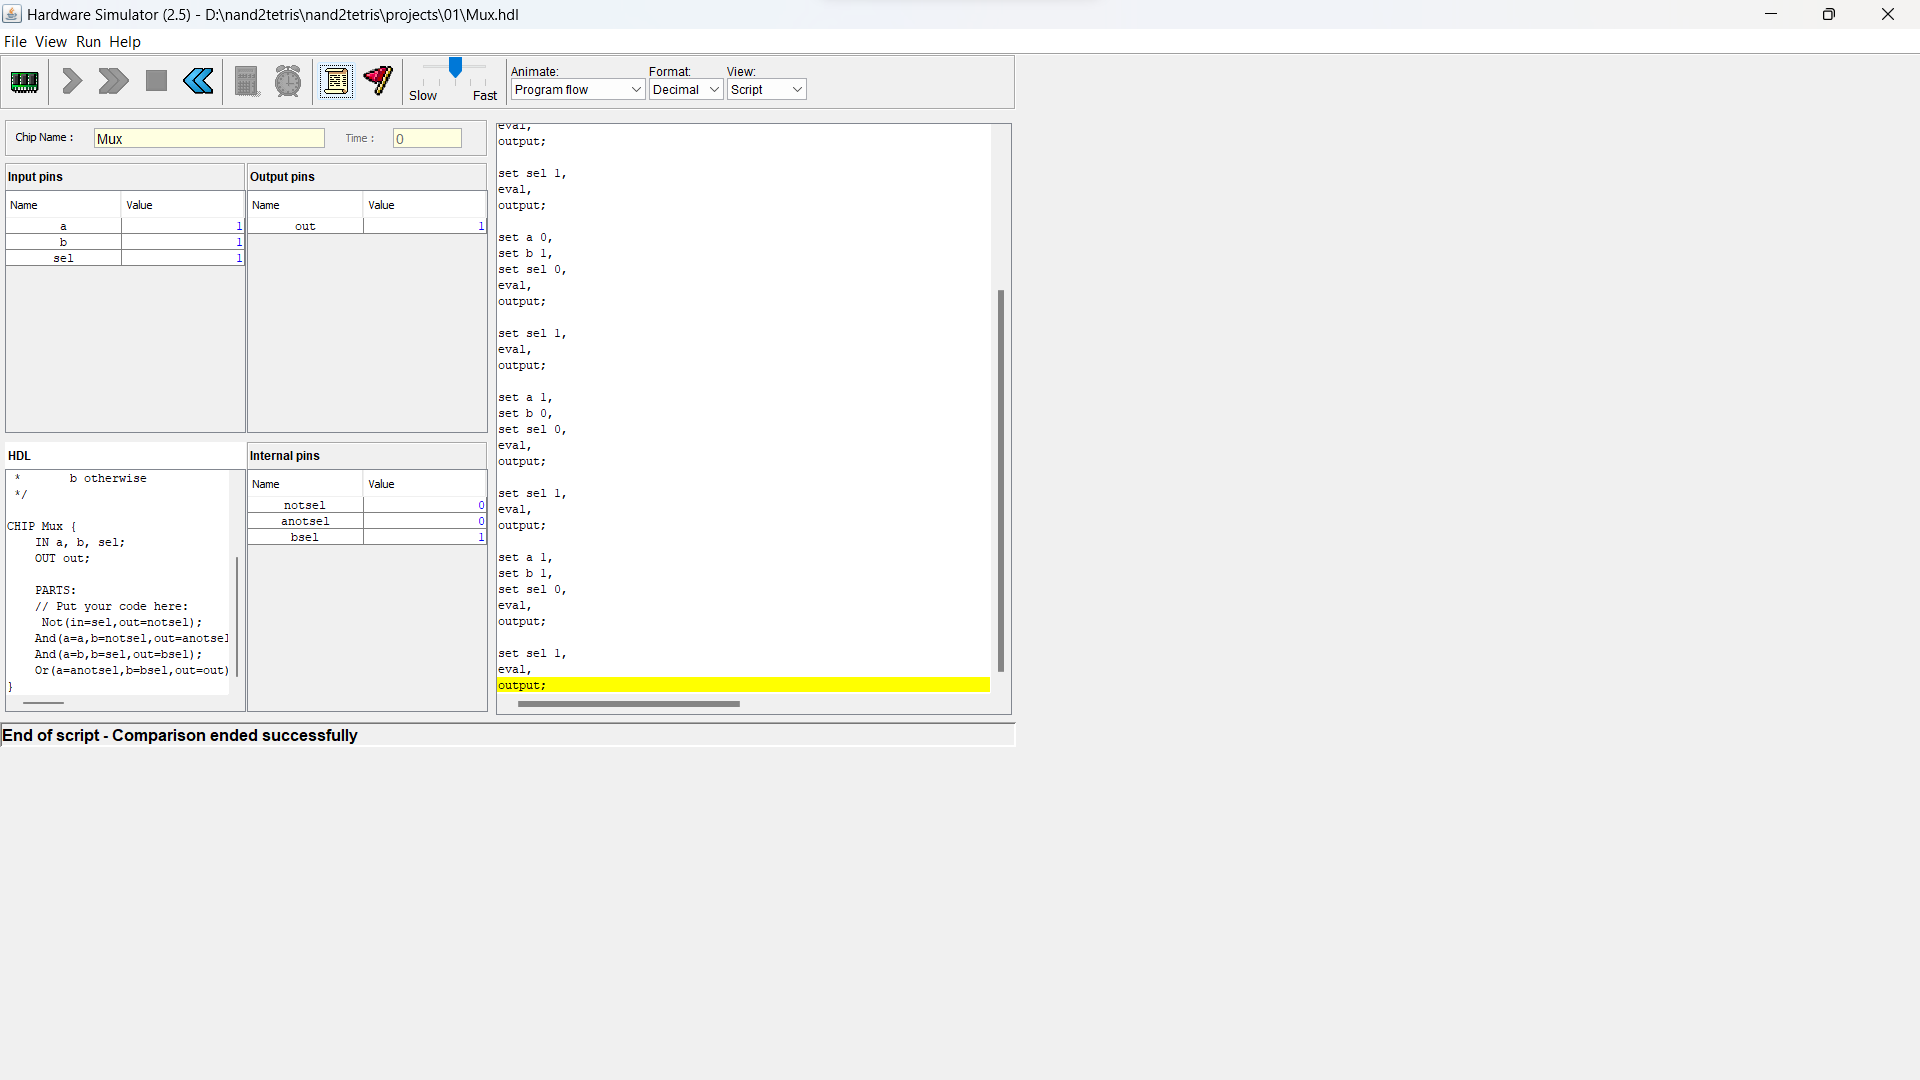 Hardware Simulator (2.5) - D:\nand2tetris\nand2tetris\projects\01\Mux.hdl
File View Run Help
Slow Fast
Animate: Format: View:
Program flow Decimal Script
Chip Name : Mux Time : 0
Input pins
Name Value
a 1
b 1
sel 1
Output pins
Name Value
out 1
HDL
* b otherwise
*/
CHIP Mux {
IN a, b, sel;
OUT out;
PARTS:
// Put your code here:
Not(in=sel,out=notsel);
And(a=a,b=notsel,out=anotsel
And(a=b,b=sel,out=bsel);
Or(a=anotsel,b=bsel,out=out)
}
Internal pins
Name Value
notsel 0
anotsel 0
bsel 1
eval,
output;
set sel 1,
eval,
output;
set a 0,
set b 1,
set sel 0,
eval,
output;
set sel 1,
eval,
output;
set a 1,
set b 0,
set sel 0,
eval,
output;
set sel 1,
eval,
output;
set a 1,
set b 1,
set sel 0,
eval,
output;
set sel 1,
eval,
output;
End of script - Comparison ended successfully